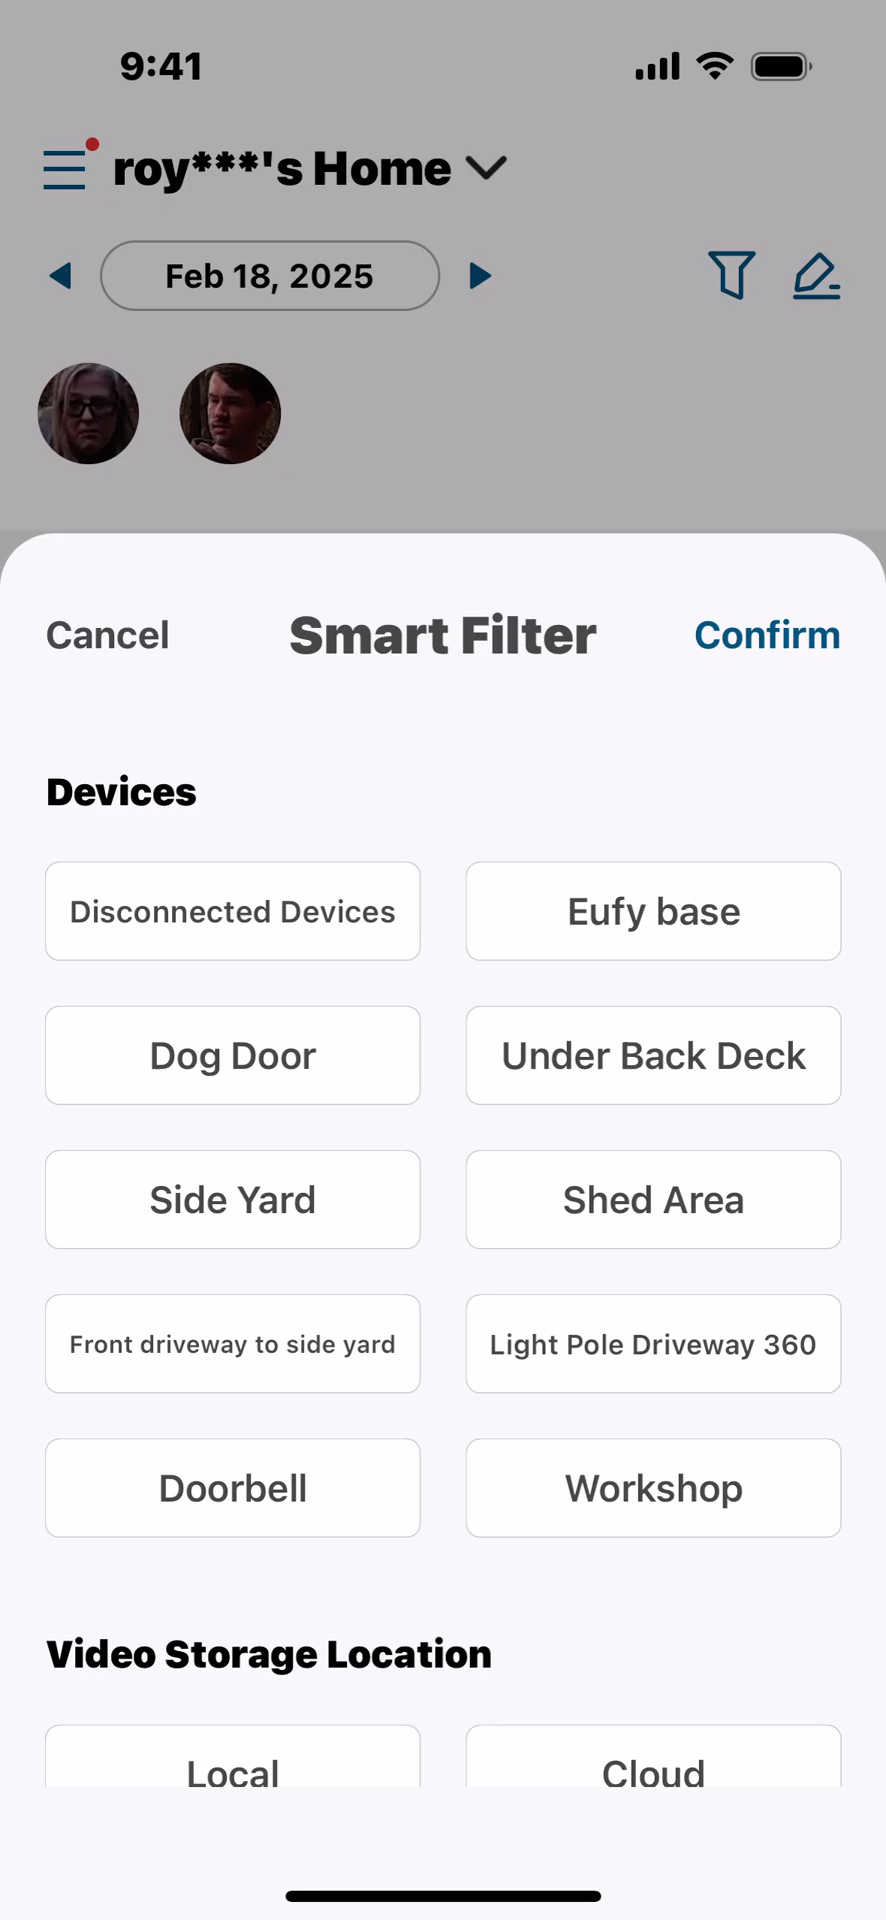 9:41
roy***'s Home
Feb 18, 2025
Cancel
Smart Filter
Confirm
Devices
Disconnected Devices
Eufy base
Dog Door
Under Back Deck
Side Yard
Shed Area
Front driveway to side yard
Light Pole Driveway 360
Doorbell
Workshop
Video Storage Location
Local
Cloud